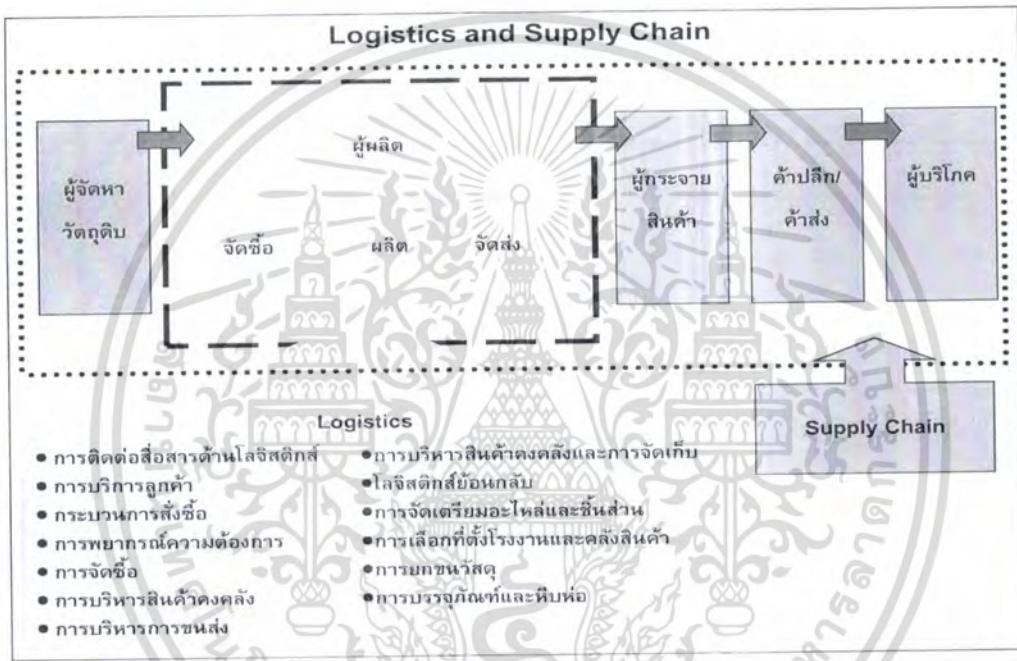 Logistics and Supply Chain
ผู้จัดหา
วัตถุดิบ
ผู้ผลิต
จัดซื้อ ผลิต จัดส่ง
ผู้กระจาย
สินค้า
ค้าปลีก/
ค้าส่ง
ผู้บริโภค
Supply Chain
Logistics
● การติดต่อสื่อสารด้านโลจิสติกส์
● การบริการลูกค้า
● กระบวนการสั่งซื้อ
● การพยากรณ์ความต้องการ
● การจัดซื้อ
● การบริหารสินค้าคงคลัง
● การบริหารการขนส่ง
● การบริหารสินค้าคงคลังและการจัดเก็บ
● โลจิสติกส์ย้อนกลับ
● การจัดเตรียมอะไหล่และชิ้นส่วน
● การเลือกที่ตั้งโรงงานและคลังสินค้า
● การยกขนวัสดุ
● การบรรจุภัณฑ์และหีบห่อ